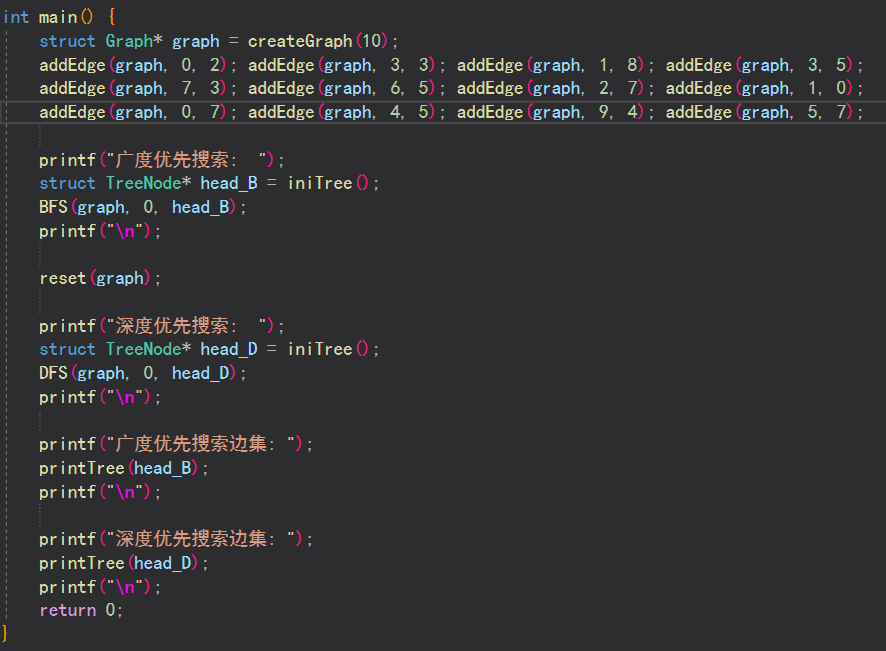 int main() {
struct Graph* graph = createGraph(10);
addEdge(graph, 0, 2); addEdge(graph, 3, 3); addEdge(graph, 1, 8); addEdge(graph, 3, 5);
addEdge(graph, 7, 3); addEdge(graph, 6, 5); addEdge(graph, 2, 7); addEdge(graph, 1, 0);
addEdge(graph, 0, 7); addEdge(graph, 4, 5); addEdge(graph, 9, 4); addEdge(graph, 5, 7);
printf("广度优先搜索:  ");
struct TreeNode* head_B = iniTree();
BFS(graph, 0, head_B);
printf("\n");
reset(graph);
printf("深度优先搜索:  ");
struct TreeNode* head_D = iniTree();
DFS(graph, 0, head_D);
printf("\n");
printf("广度优先搜索边集: ");
printTree(head_B);
printf("\n");
printf("深度优先搜索边集: ");
printTree(head_D);
printf("\n");
return 0;
}